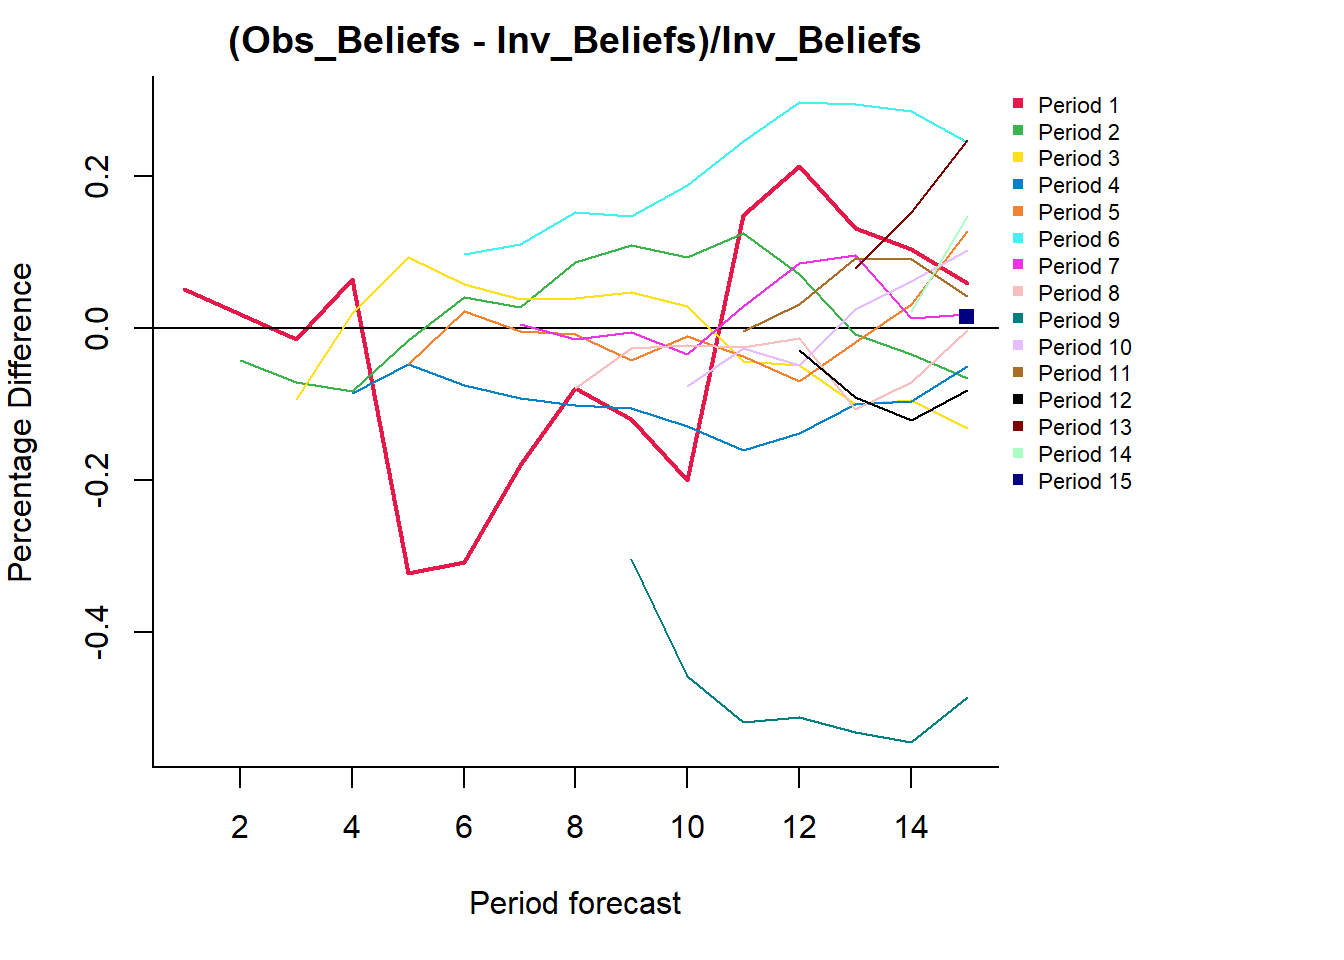 (Obs_Beliefs - Inv_Beliefs)/Inv_Beliefs
Percentage Difference
0.2
0.0
-0.2
-0.4
2 4 6 8 10 12 14
Period forecast
Period 1
Period 2
Period 3
Period 4
Period 5
Period 6
Period 7
Period 8
Period 9
Period 10
Period 11
Period 12
Period 13
Period 14
Period 15